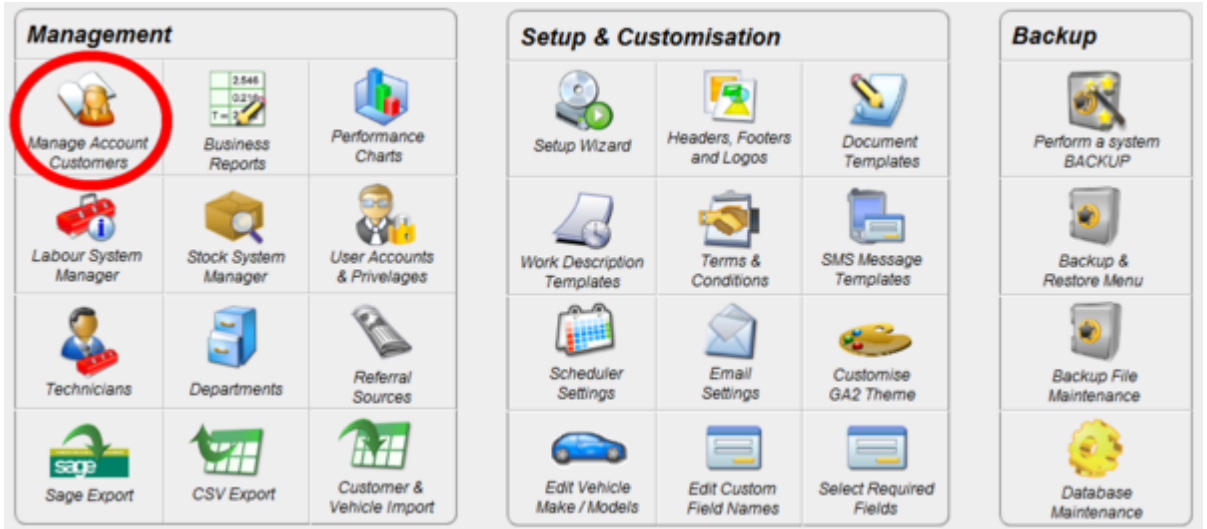 Management
Manage Account
Customers
2.546
0.216
T =
Business
Reports
Performance
Charts
Labour System
Manager
Stock System
Manager
User Accounts
& Privelages
Technicians
Departments
Referral
Sources
sage
Sage Export
CSV Export
Customer &
Vehicle Import
Setup & Customisation
Setup Wizard
Headers, Footers
and Logos
Document
Templates
Work Description
Templates
Terms &
Conditions
SMS Message
Templates
Scheduler
Settings
Email
Settings
Customise
GA2 Theme
Edit Vehicle
Make / Models
Edit Custom
Field Names
Select Required
Fields
Backup
Perform a system
BACKUP
Backup &
Restore Menu
Backup File
Maintenance
Database
Maintenance